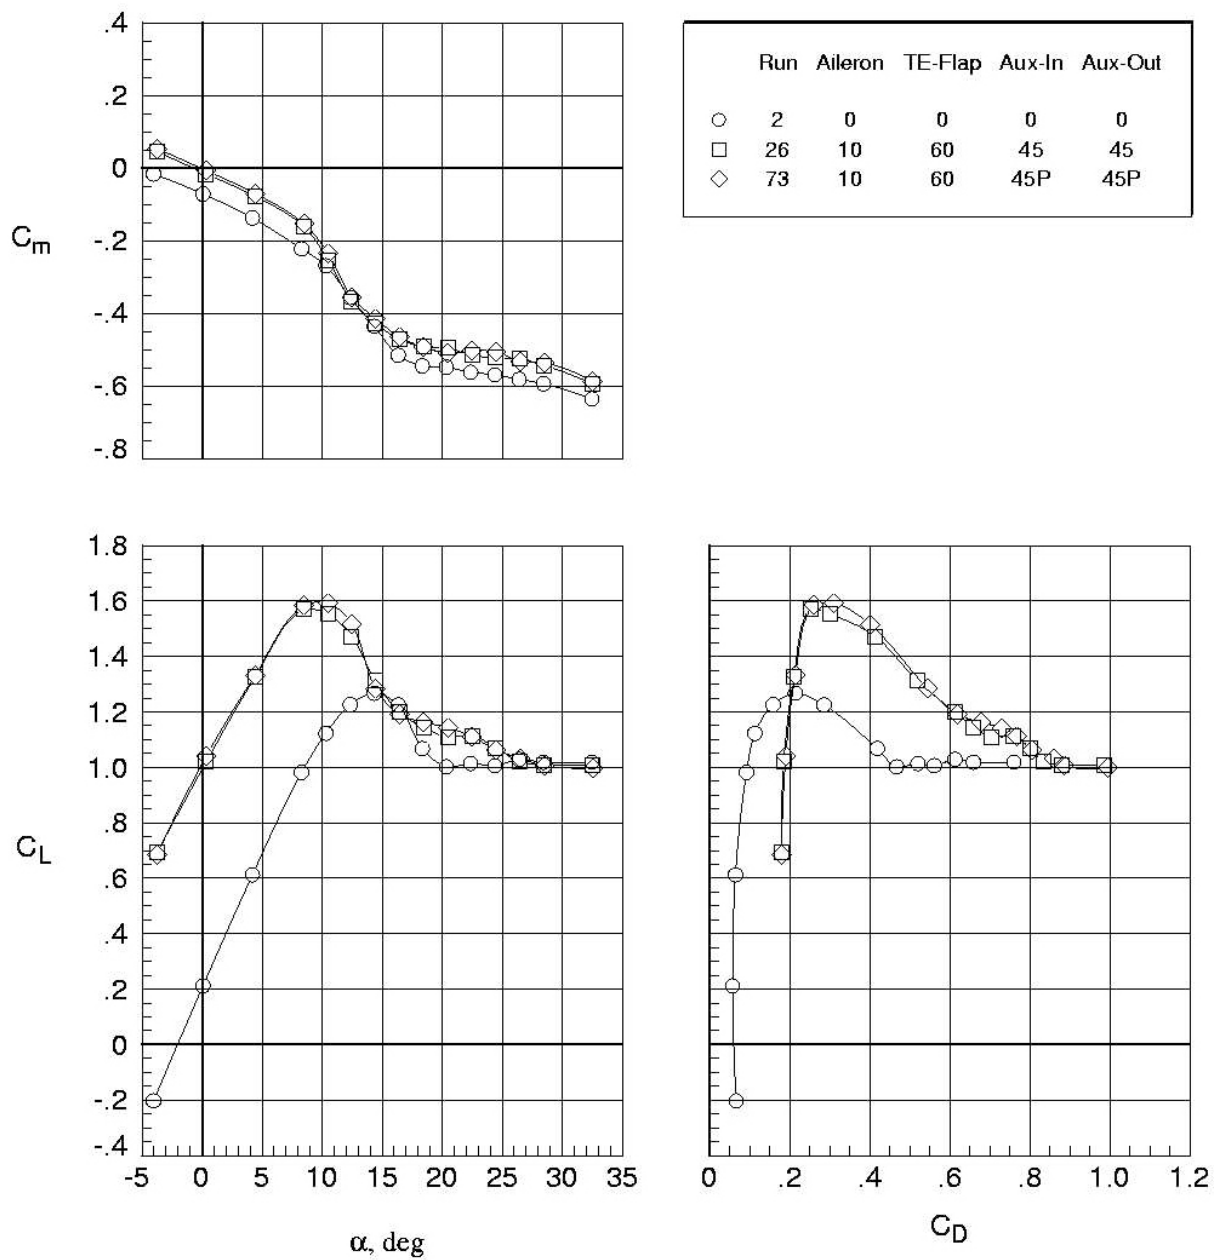 .4
.2
0
-.2
-.4
-.6
-.8
Cm
Run Aileron TE-Flap Aux-In Aux-Out
2 0 0 0 0
26 10 60 45 45
73 10 60 45P 45P
1.8
1.6
1.4
1.2
1.0
.8
.6
.4
.2
0
-.2
-.4
CL
-5 0 5 10 15 20 25 30 35
α, deg
0 .2 .4 .6 .8 1.0 1.2
CD